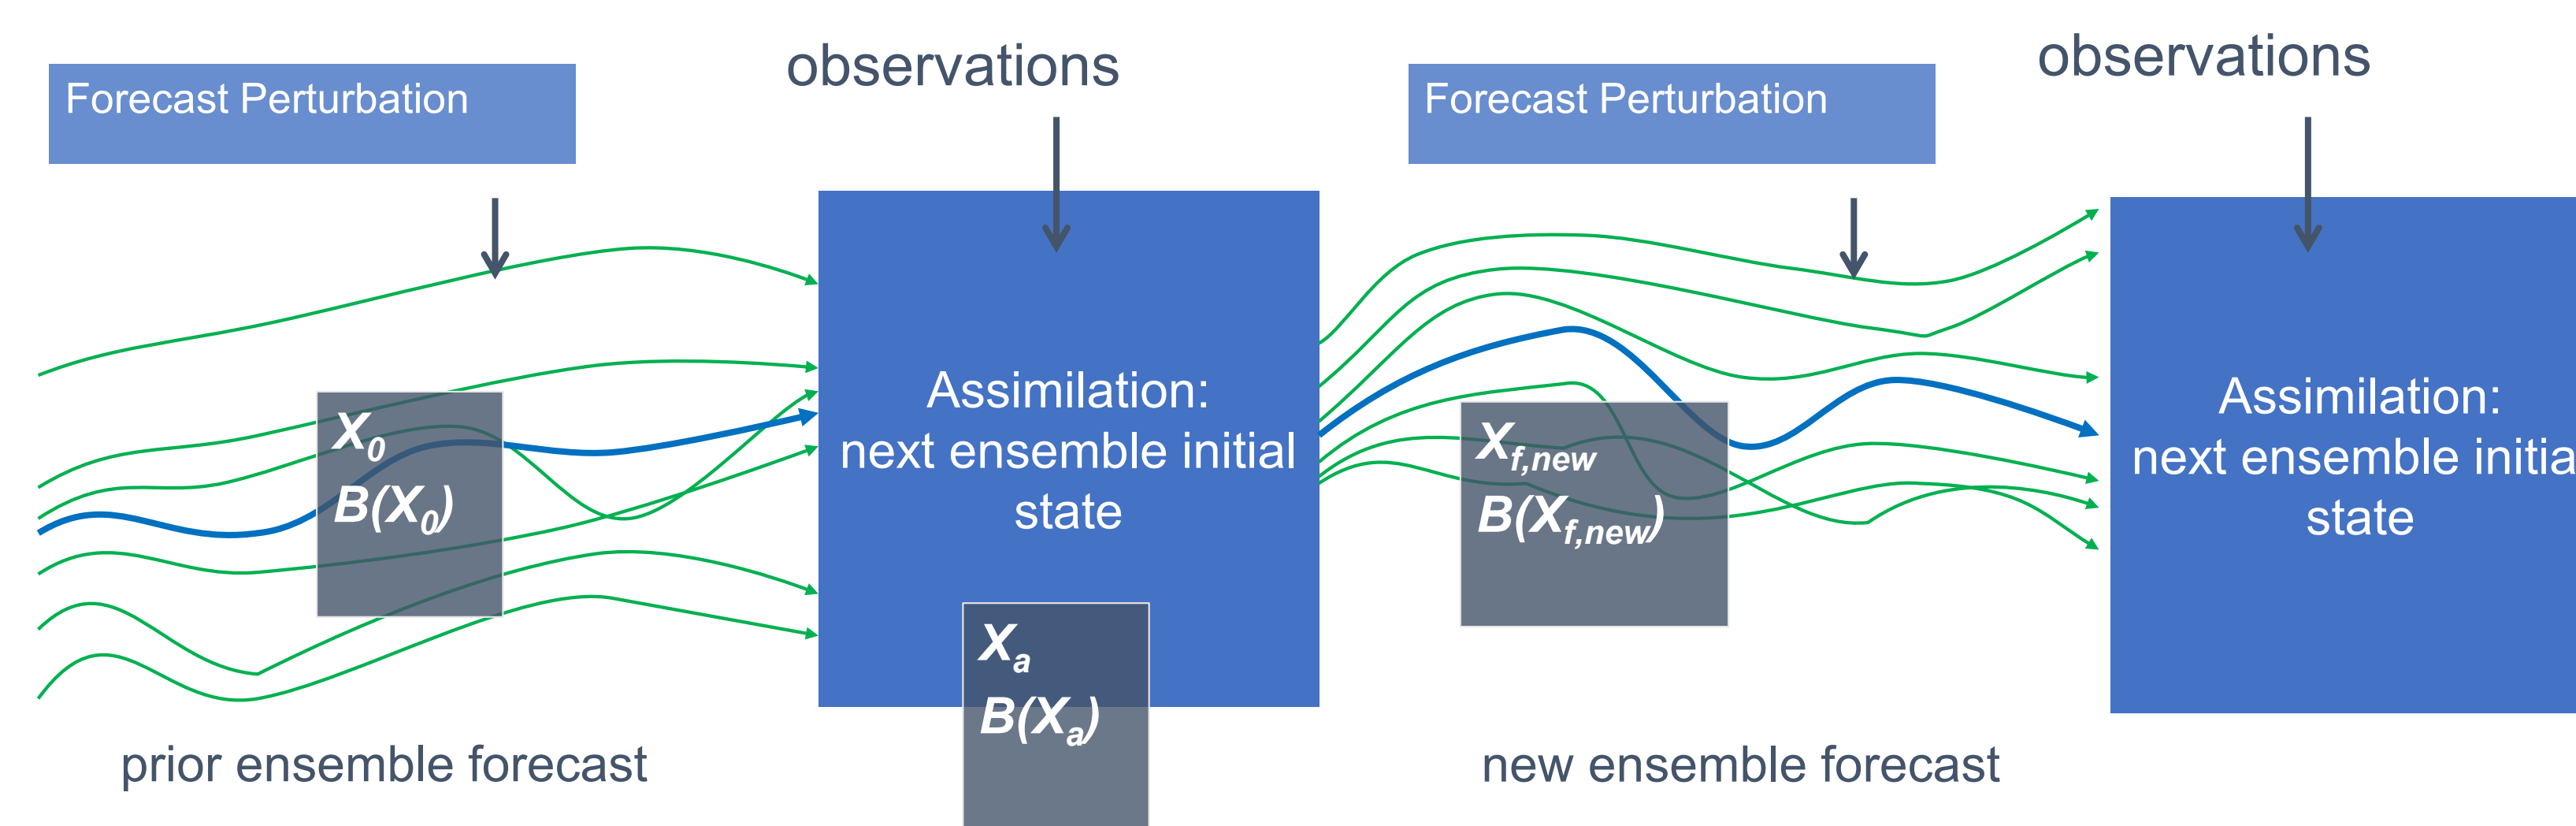 Forecast Perturbation
observations
Forecast Perturbation
observations
X0
B(X0)
Assimilation:
next ensemble initial
state
Xa
B(Xa)
Xf,new
B(Xf,new)
Assimilation:
next ensemble initia
state
prior ensemble forecast
new ensemble forecast